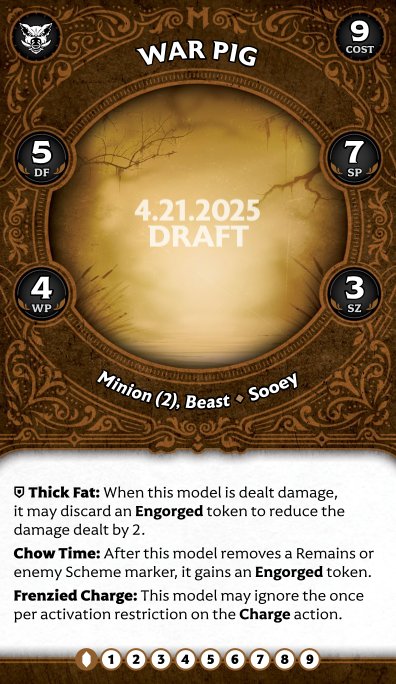 WAR PIG
9
COST
5
DF
7
SP
4.21.2025
DRAFT
4
WP
3
SZ
Minion (2), Beast ♦ Sooey
Thick Fat: When this model is dealt damage,
it may discard an Engorged token to reduce the
damage dealt by 2.
Chow Time: After this model removes a Remains or
enemy Scheme marker, it gains an Engorged token.
Frenzied Charge: This model may ignore the once
per activation restriction on the Charge action.
1 2 3 4 5 6 7 8 9